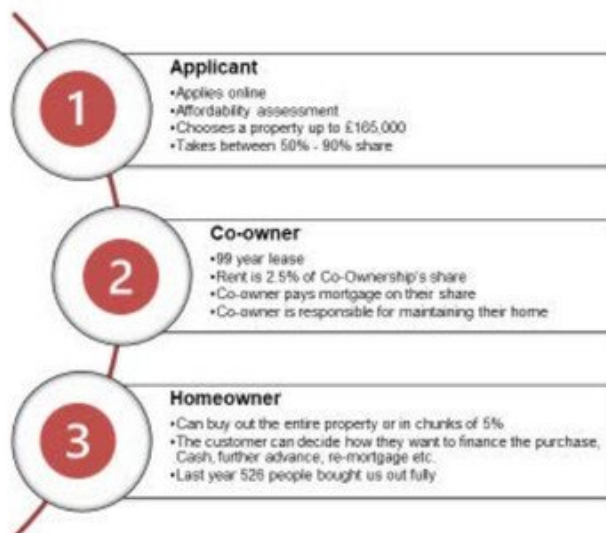 1
Applicant
•Applies online
•Affordability assessment
•Chooses a property up to £165,000
•Takes between 50% - 90% share
2
Co-owner
•99 year lease
•Rent is 2.5% of Co-Ownership's share
•Co-owner pays mortgage on their share
•Co-owner is responsible for maintaining their home
3
Homeowner
•Can buy out the entire property or in chunks of 5%
•The customer can decide how they want to finance the purchase,
Cash, further advance, re-mortgage etc.
•Last year 526 people bought us out fully